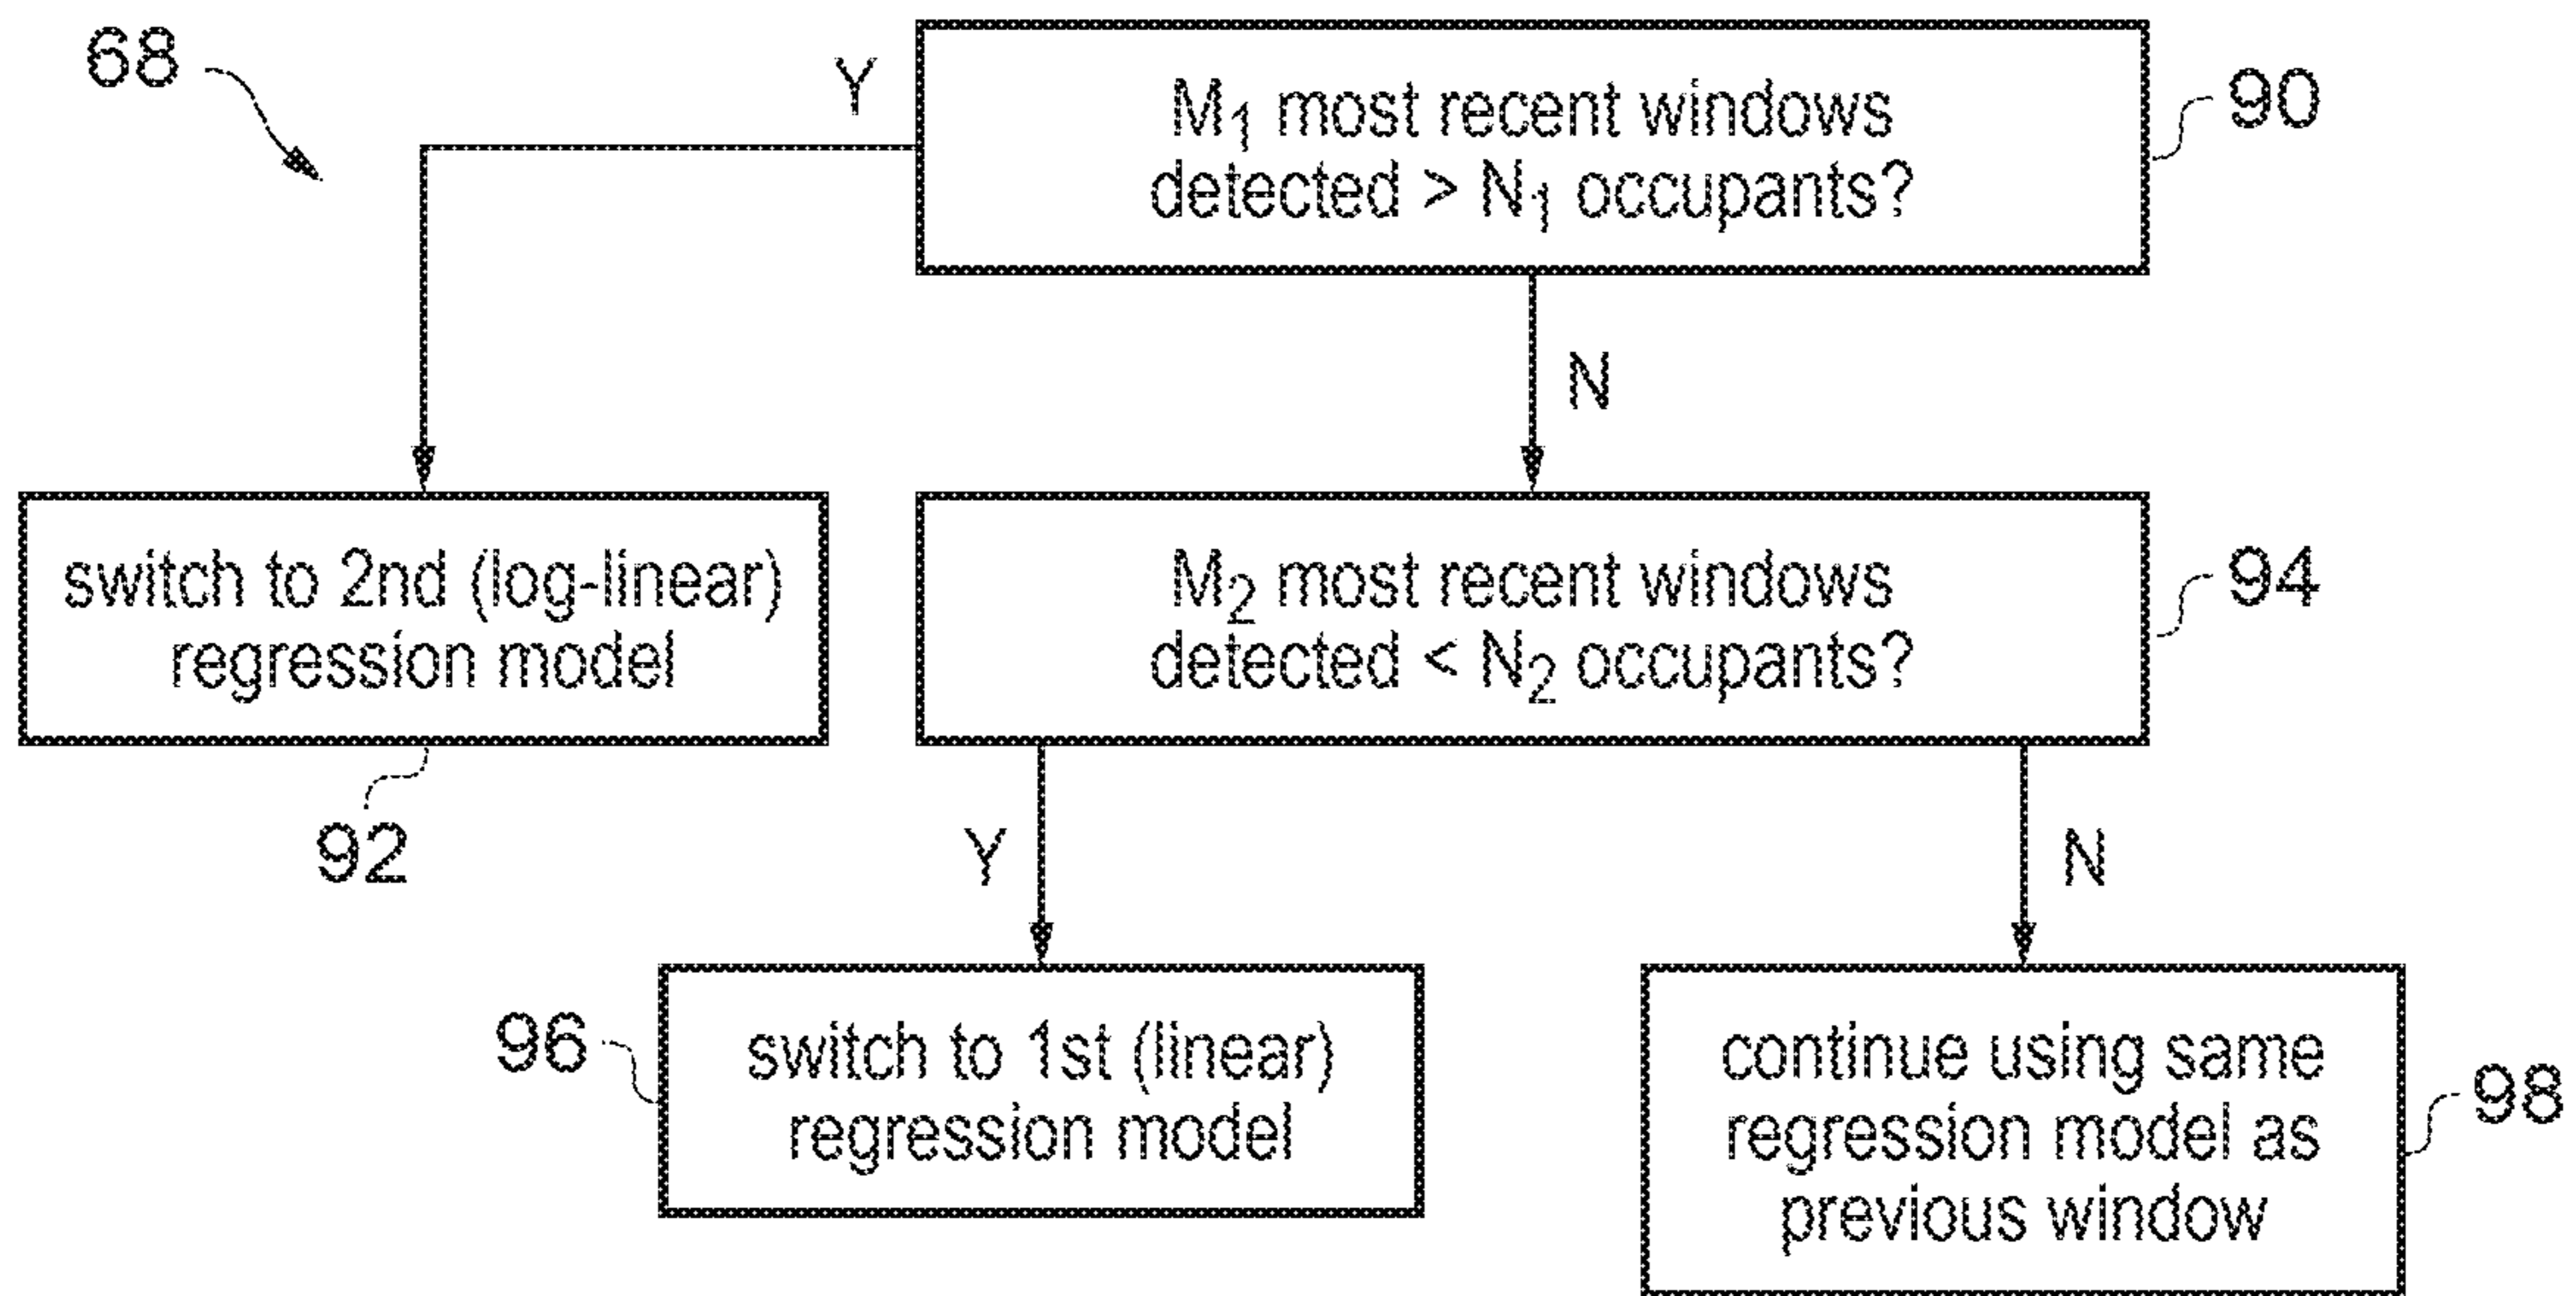 68
Y
M₁ most recent windows
detected > N₁ occupants?
90
N
switch to 2nd (log-linear)
regression model
92
M₂ most recent windows
detected < N₂ occupants?
94
Y
N
96
switch to 1st (linear)
regression model
continue using same
regression model as
previous window
98